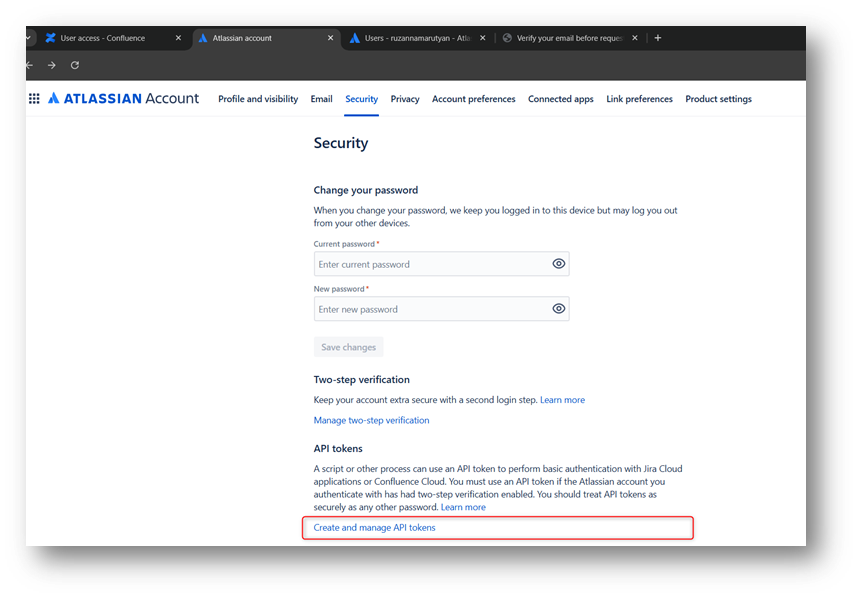 User access - Confluence
Atlassian account
Users - ruzannamarutyan - Atla
Verify your email before reques
ATLASSIAN Account
Profile and visibility
Email
Security
Privacy
Account preferences
Connected apps
Link preferences
Product settings
Security
Change your password
When you change your password, we keep you logged in to this device but may log you out
from your other devices.
Current password *
Enter current password
New password *
Enter new password
Save changes
Two-step verification
Keep your account extra secure with a second login step. Learn more
Manage two-step verification
API tokens
A script or other process can use an API token to perform basic authentication with Jira Cloud
applications or Confluence Cloud. You must use an API token if the Atlassian account you
authenticate with has had two-step verification enabled. You should treat API tokens as
securely as any other password. Learn more
Create and manage API tokens